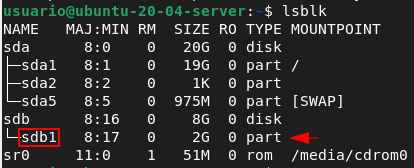 usuario@ubuntu-20-04-server:~$ lsblk
NAME   MAJ:MIN RM  SIZE RO TYPE MOUNTPOINT
sda      8:0    0   20G  0 disk
├─sda1   8:1    0   19G  0 part /
├─sda2   8:2    0    1K  0 part
└─sda5   8:5    0  975M  0 part [SWAP]
sdb      8:16   0    8G  0 disk
└─sdb1   8:17   0    2G  0 part
sr0     11:0    1   51M  0 rom  /media/cdrom0